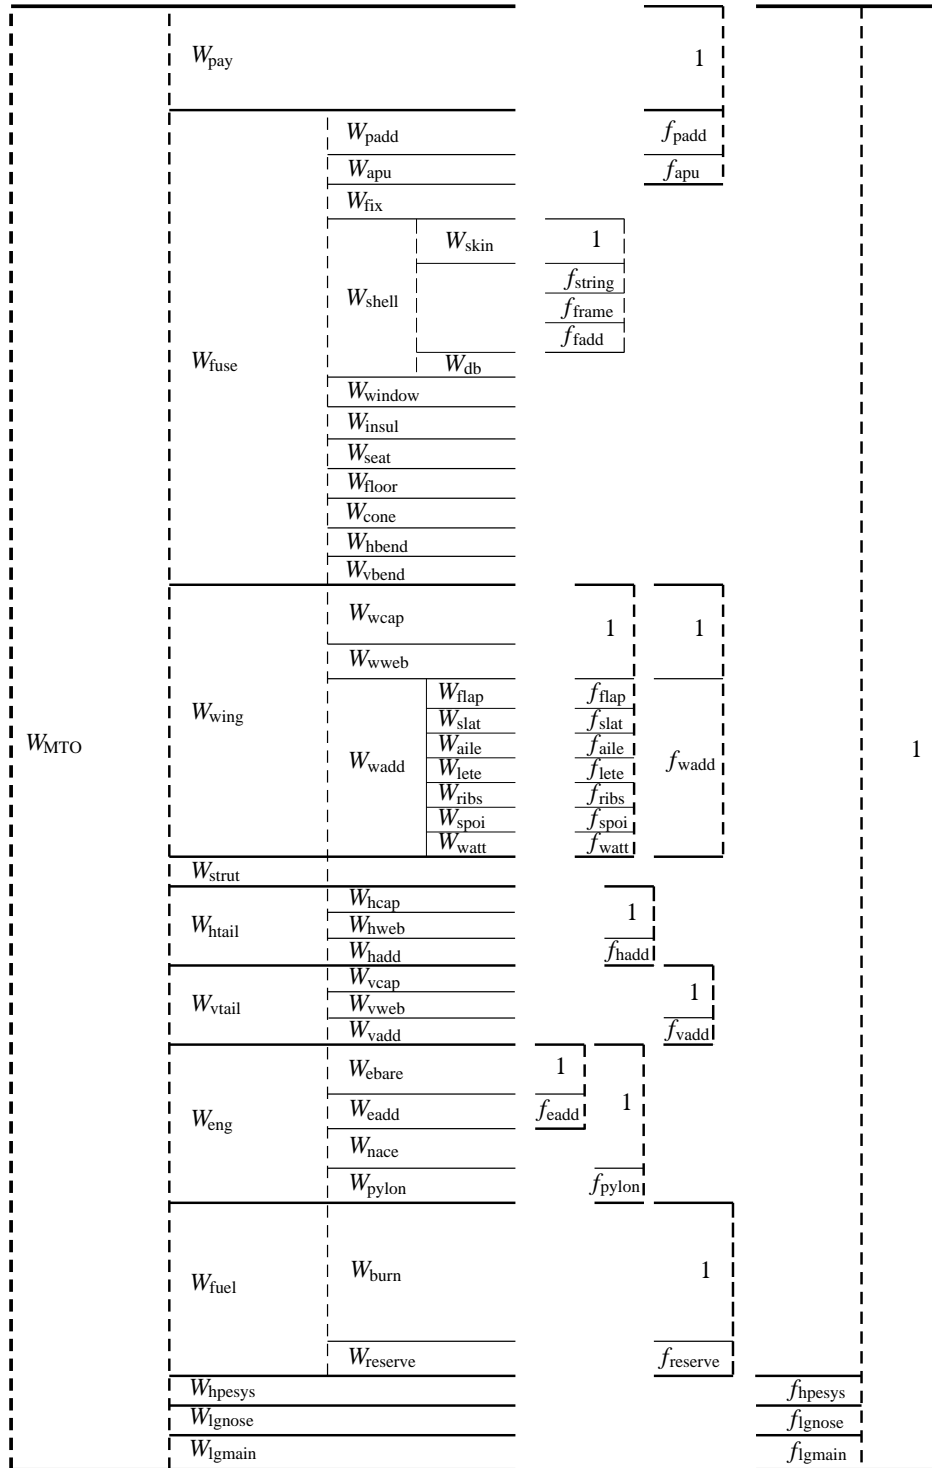 W_pay 1
W_padd f_padd
W_apu f_apu
W_fix
W_skin 1
f_string
W_shell f_frame
f_fadd
W_fuse W_db
W_window
W_insul
W_seat
W_floor
W_cone
W_hbend
W_vbend
W_wcap 1 1
W_wweb
W_flap f_flap
W_wing W_slat f_slat
W_MTO W_wadd W_aile f_aile f_wadd 1
W_lete f_lete
W_ribs f_ribs
W_spoi f_spoi
W_watt f_watt
W_strut
W_hcap 1
W_htail W_hweb
W_hadd f_hadd
W_vcap 1
W_vtail W_vweb
W_vadd f_vadd
W_ebare 1
W_eng W_eadd f_eadd 1
W_nace
W_pylon f_pylon
W_fuel W_burn 1
W_reserve f_reserve
W_hpesys f_hpesys
W_lgnose f_lgnose
W_lgmain f_lgmain